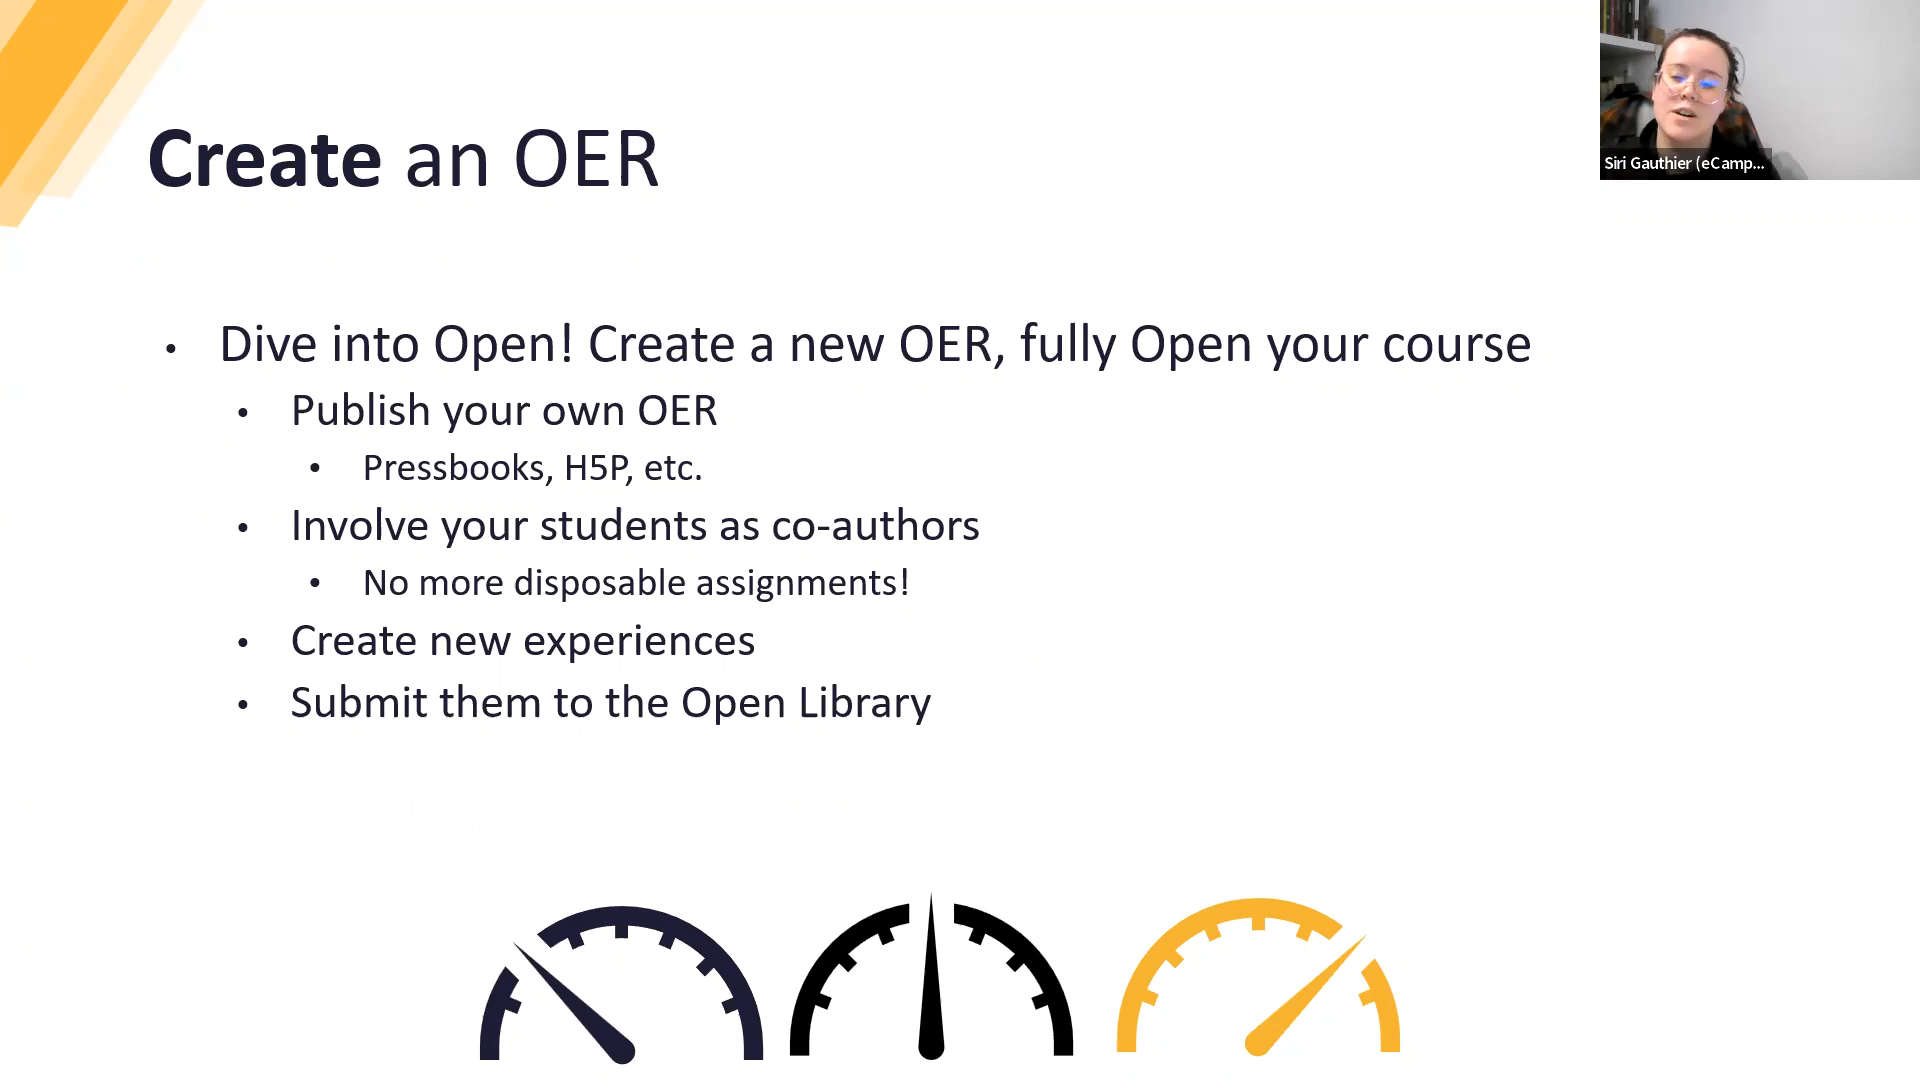 Create an OER
Siri Gauthier (eCamp...
• Dive into Open! Create a new OER, fully Open your course
• Publish your own OER
• Pressbooks, H5P, etc.
• Involve your students as co-authors
• No more disposable assignments!
• Create new experiences
• Submit them to the Open Library